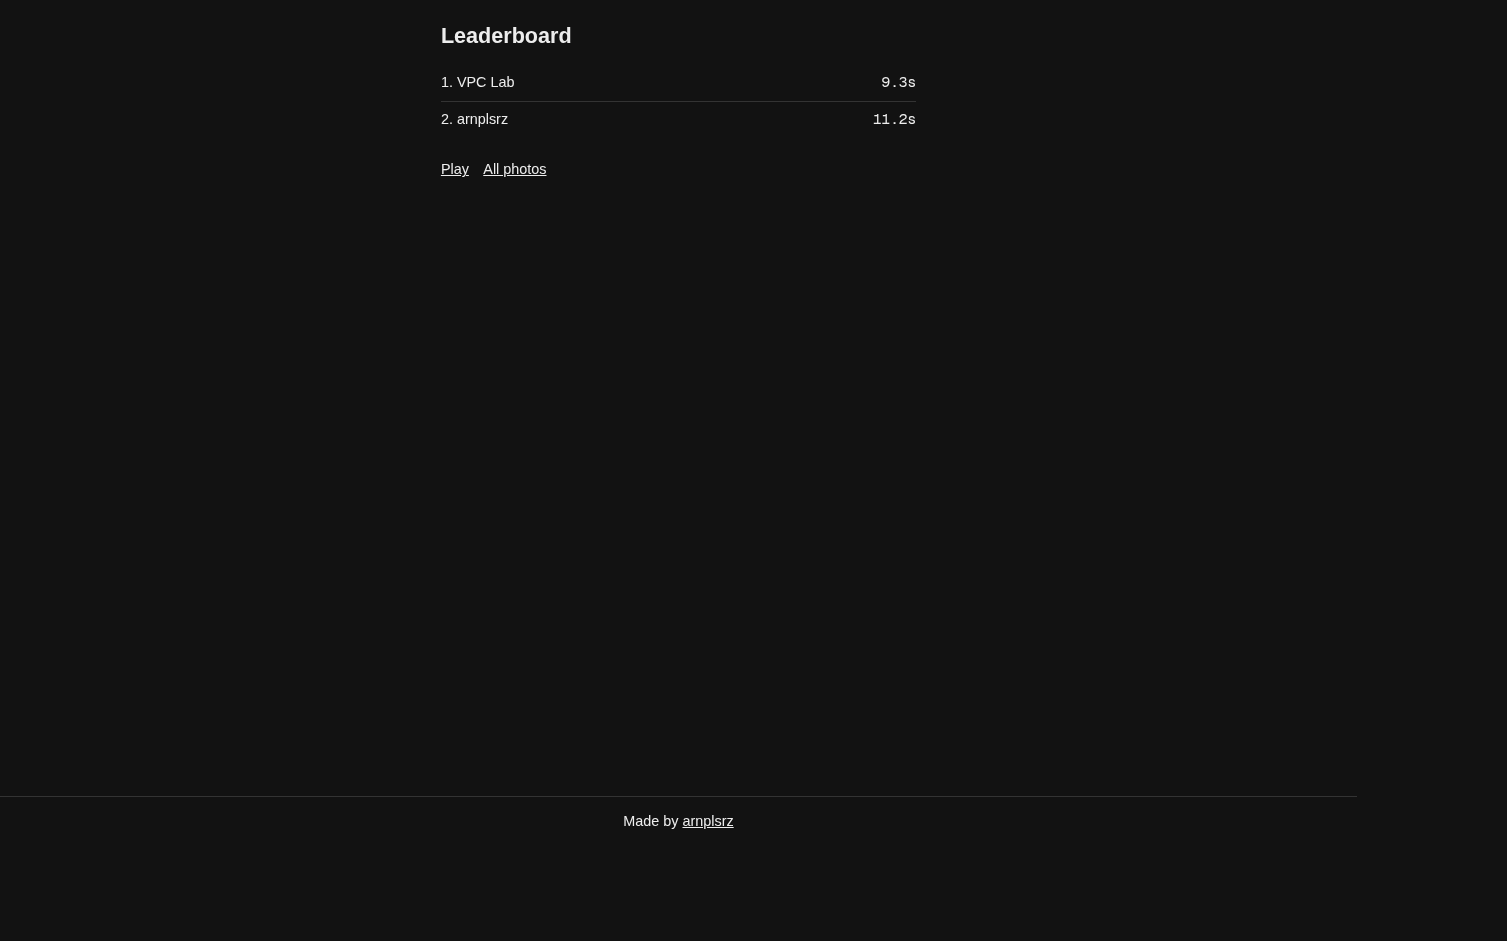 Leaderboard
1. VPC Lab 9.3s
2. arnplsrz 11.2s
Play All photos
Made by arnplsrz